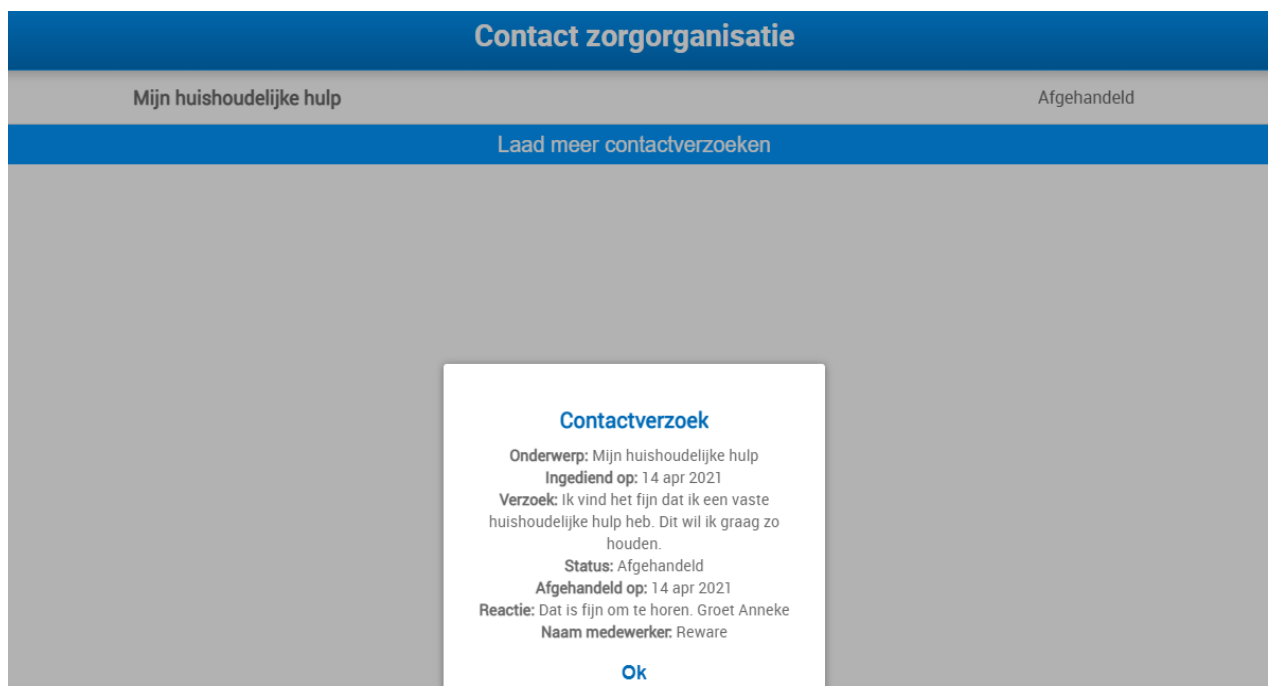 Contact zorgorganisatie
Mijn huishoudelijke hulp
Afgehandeld
Laad meer contactverzoeken
Contactverzoek
Onderwerp: Mijn huishoudelijke hulp
Ingediend op: 14 apr 2021
Verzoek: Ik vind het fijn dat ik een vaste
huishoudelijke hulp heb. Dit wil ik graag zo
houden.
Status: Afgehandeld
Afgehandeld op: 14 apr 2021
Reactie: Dat is fijn om te horen. Groet Anneke
Naam medewerker: Reware
Ok